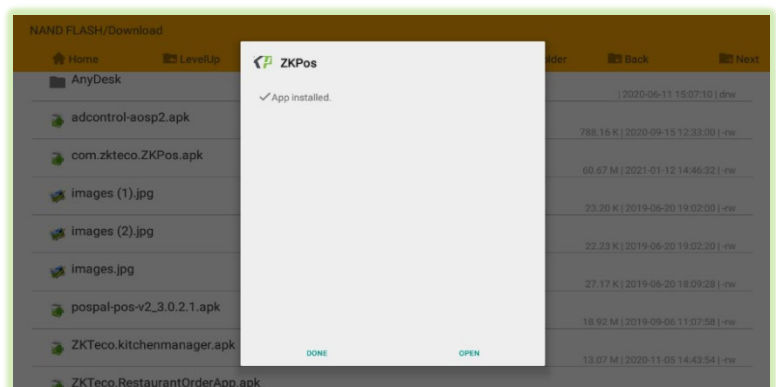 NAND FLASH/Download
Home LevelUp older Back Next
AnyDesk
| 2020-06-11 15:07:10 | drw
adcontrol-aosp2.apk
788.16 K | 2020-09-15 12:33:00 | -rw
com.zkteco.ZKPos.apk
60.67 M | 2021-01-12 14:46:32 | -rw
images (1).jpg
23.20 K | 2019-06-20 19:02:00 | -rw
images (2).jpg
22.23 K | 2019-06-20 19:02:20 | -rw
images.jpg
27.17 K | 2019-06-20 18:09:28 | -rw
pospal-pos-v2_3.0.2.1.apk
18.92 M | 2019-09-06 11:07:58 | -rw
ZKTeco.kitchenmanager.apk
13.07 M | 2020-11-05 14:43:54 | -rw
ZKTeco.RestaurantOrderApp.apk
ZKPos
App installed.
DONE OPEN